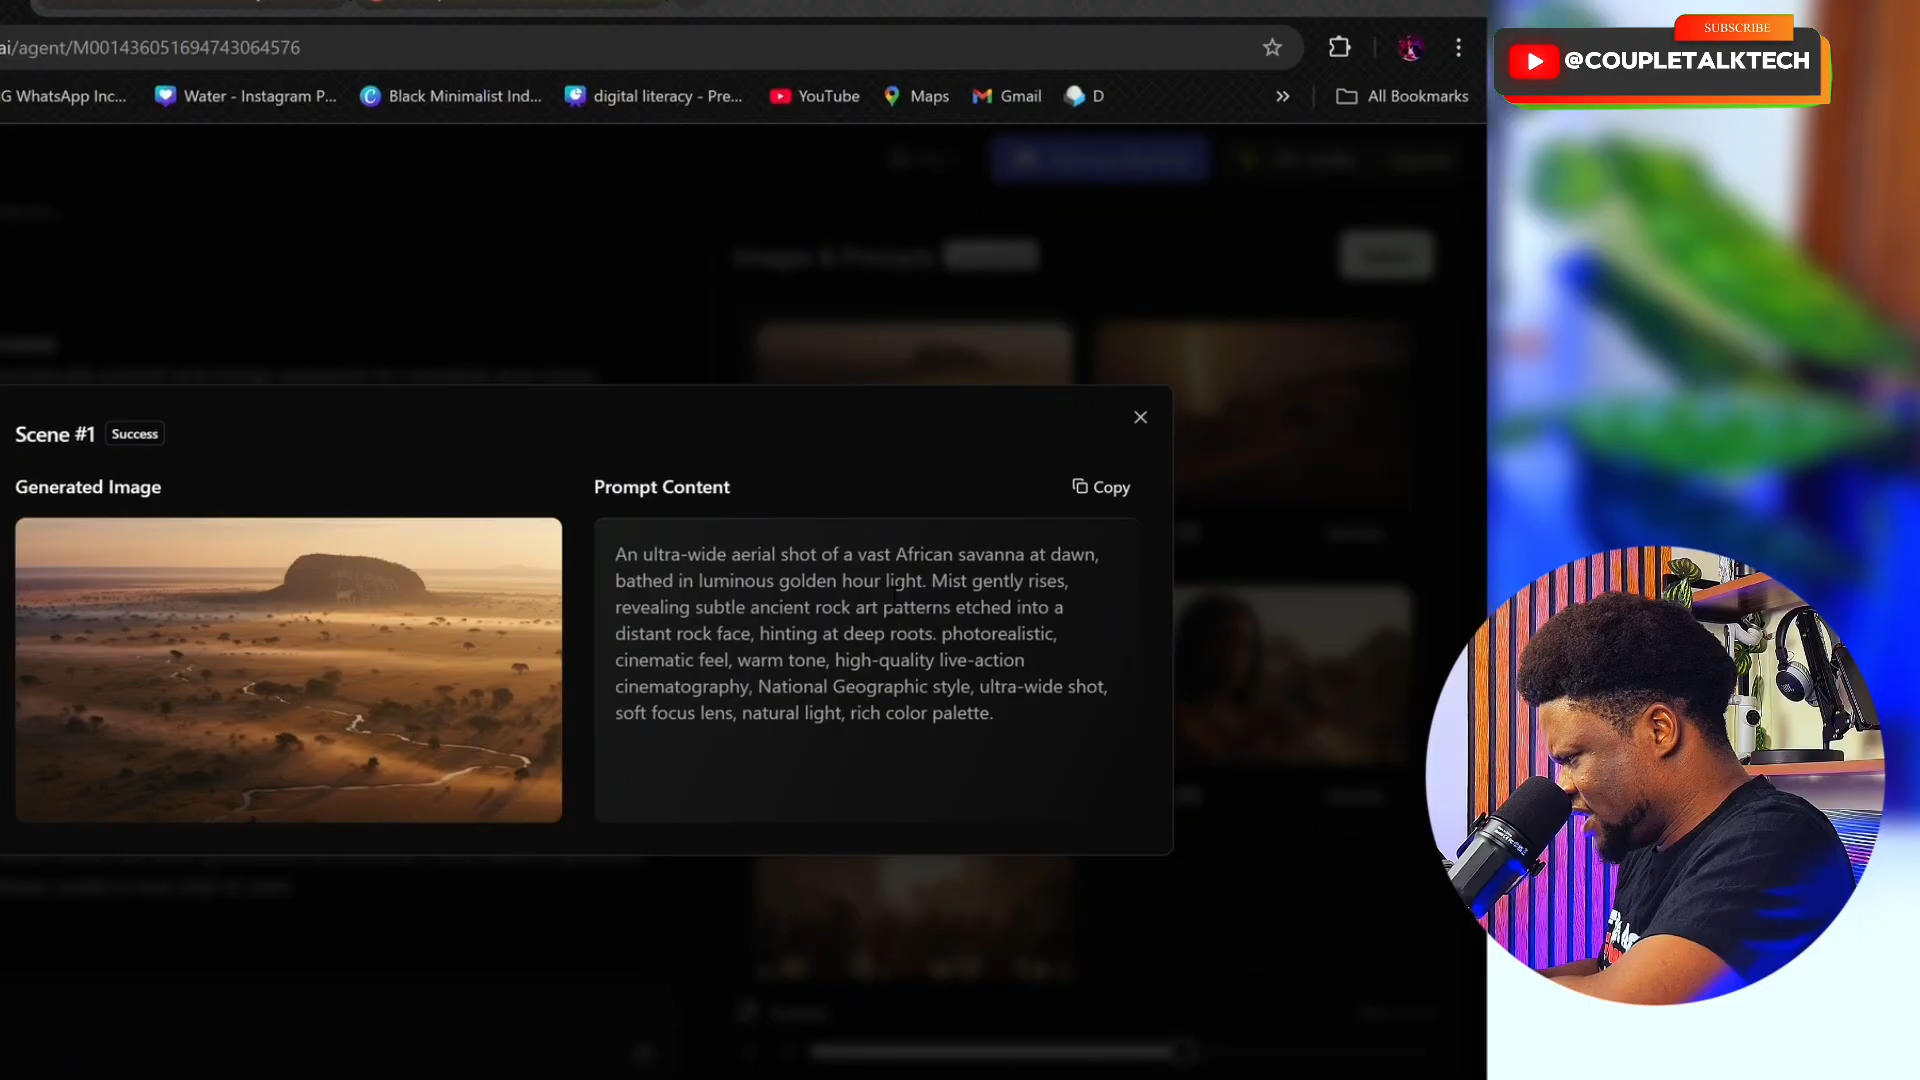 SUBSCRIBE
@COUPLETALKTECH
ai/agent/M001436051694743064576
G WhatsApp Inc...
Water - Instagram P...
Black Minimalist Ind...
digital literacy - Pre...
YouTube
Maps
Gmail
D
All Bookmarks
Scene #1
Success
Generated Image
Prompt Content
Copy
An ultra-wide aerial shot of a vast African savanna at dawn,
bathed in luminous golden hour light. Mist gently rises,
revealing subtle ancient rock art patterns etched into a
distant rock face, hinting at deep roots. photorealistic,
cinematic feel, warm tone, high-quality live-action
cinematography, National Geographic style, ultra-wide shot,
soft focus lens, natural light, rich color palette.